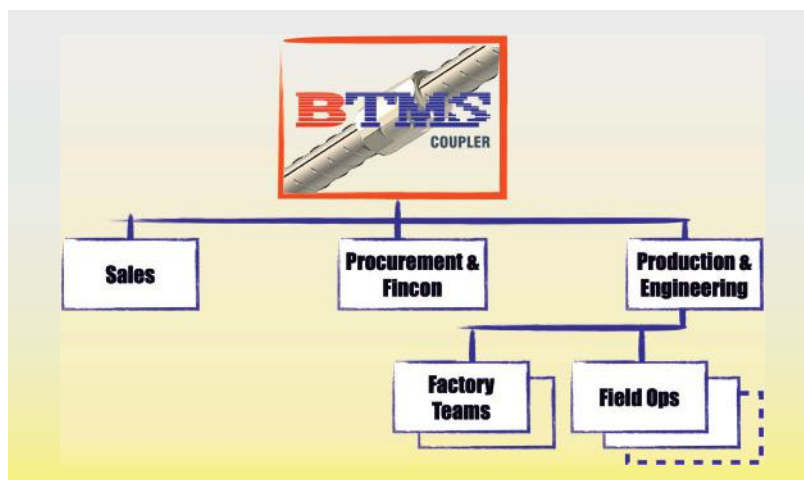 BTMS
COUPLER
Sales
Procurement &
Fincon
Production &
Engineering
Factory
Teams
Field Ops